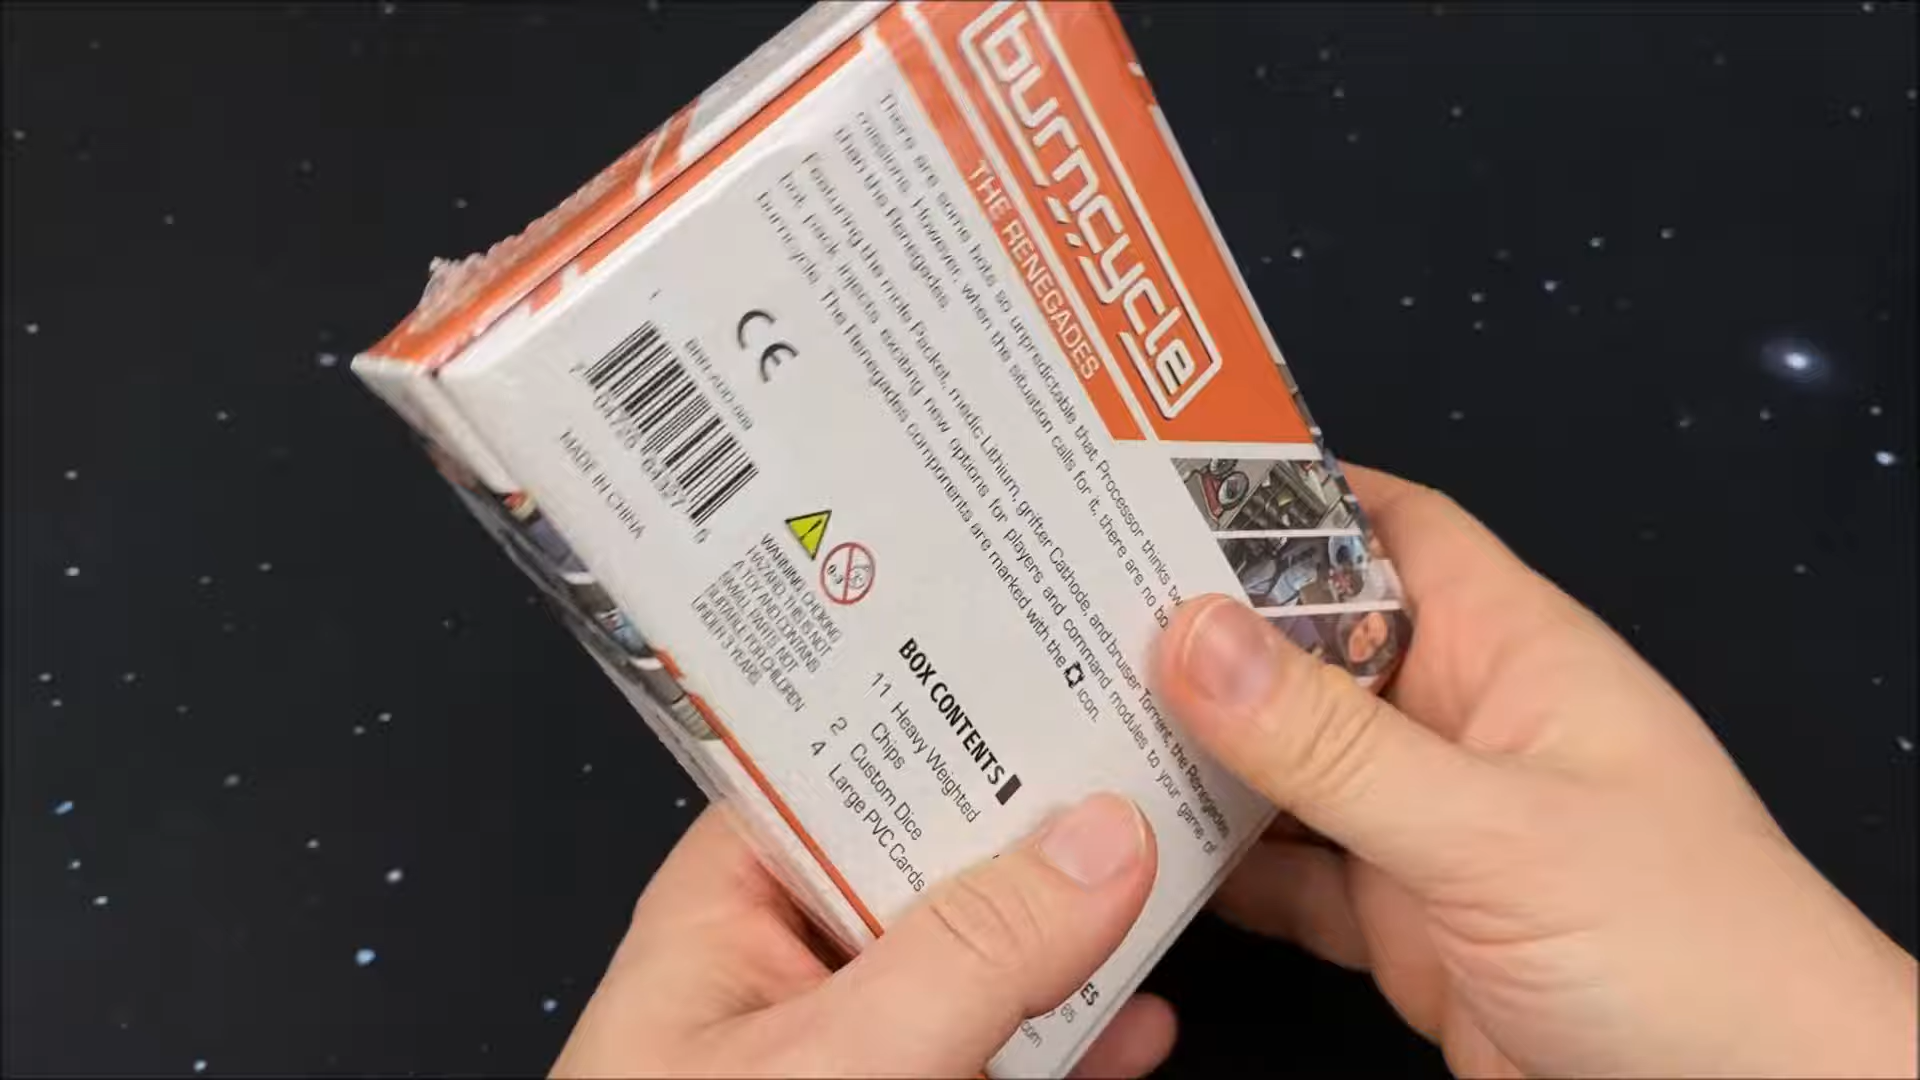 burncycle
THE RENEGADES
There are some bots so unpredictable that Processor thinks
missions. However, when the situation calls for it, there are no
than the Renegades.
Featuring the mole Packet, medic Lithium, grifter Cathode, and bruiser Torrent, the Renegades
bot pack injects exciting new options for players and command modules to your game of
burncycle. The Renegades components are marked with the icon.
CE
MADE IN CHINA
0-3
WARNING: CHOKING
HAZARD. THIS IS NOT
A TOY AND CONTAINS
SMALL PARTS NOT
SUITABLE FOR CHILDREN
UNDER 3 YEARS
BOX CONTENTS
11 Heavy Weighted
Chips
2 Custom Dice
4 Large PVC Cards